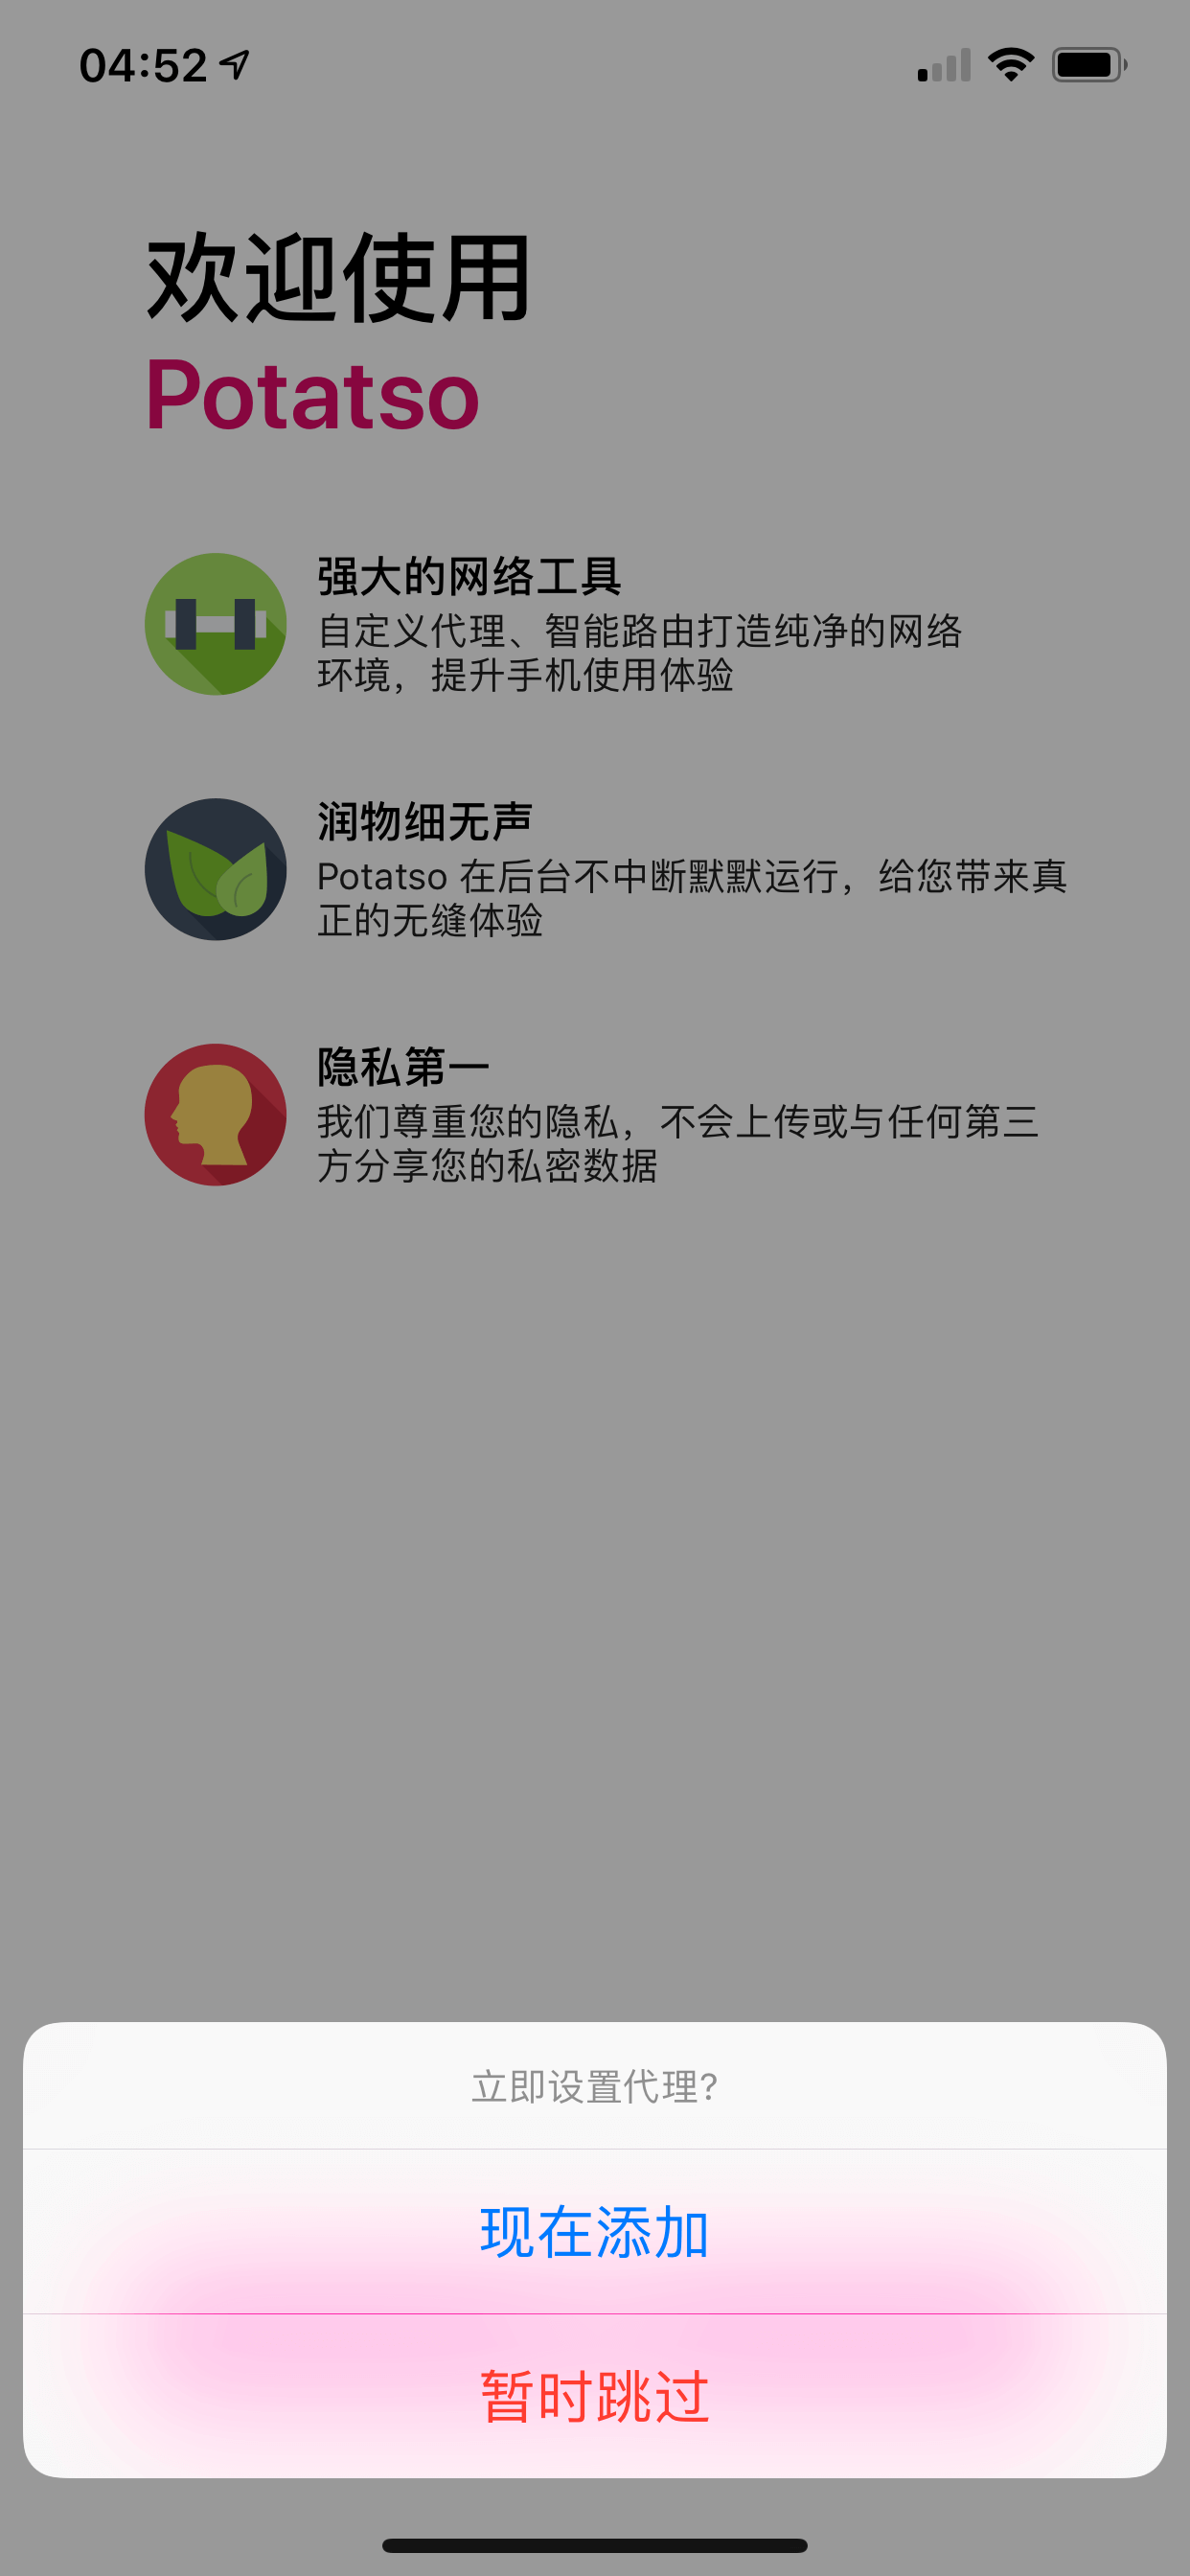 04:52
欢迎使用
Potatso
强大的网络工具
自定义代理、智能路由打造纯净的网络
环境，提升手机使用体验
润物细无声
Potatso 在后台不中断默默运行，给您带来真
正的无缝体验
隐私第一
我们尊重您的隐私，不会上传或与任何第三
方分享您的私密数据
立即设置代理?
现在添加
暂时跳过